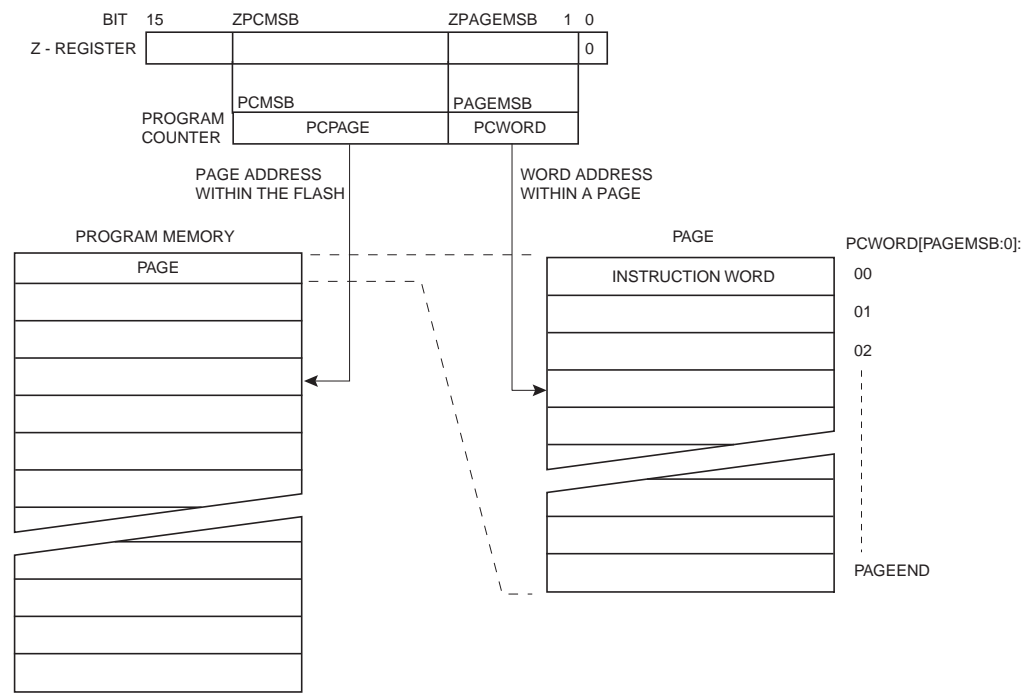 BIT 15 ZPCMSB ZPAGEMSB 1 0
Z - REGISTER 0
PCMSB PAGEMSB
PROGRAM
COUNTER
PCPAGE PCWORD
PAGE ADDRESS
WITHIN THE FLASH
WORD ADDRESS
WITHIN A PAGE
PROGRAM MEMORY
PAGE
PAGE
INSTRUCTION WORD
PCWORD[PAGEMSB:0]:
00
01
02
PAGEEND